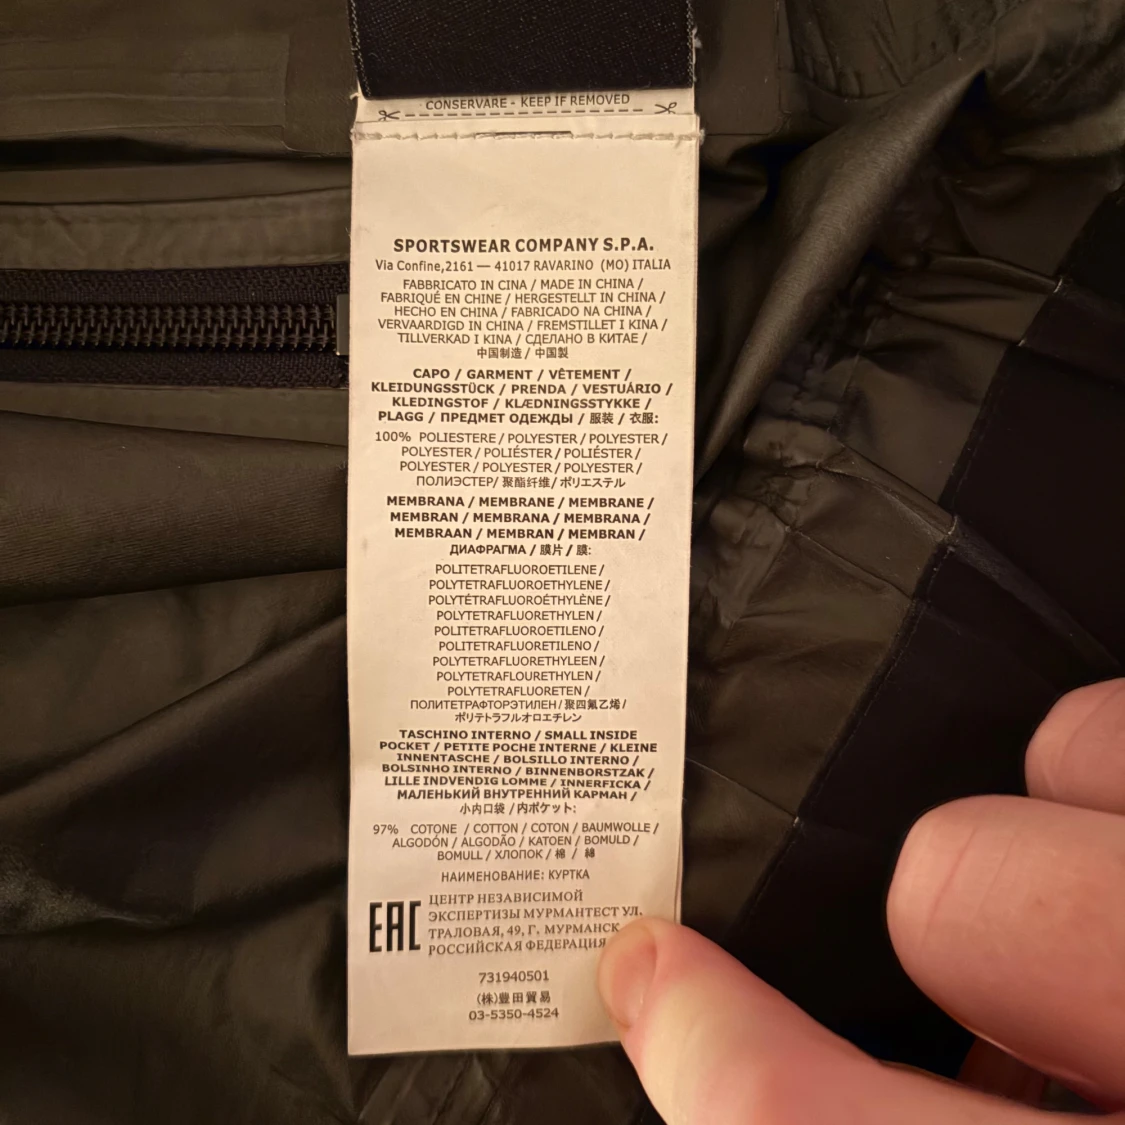 CONSERVARE - KEEP IF REMOVED
SPORTSWEAR COMPANY S.P.A.
Via Confine,2161 — 41017 RAVARINO (MO) ITALIA
FABBRICATO IN CINA / MADE IN CHINA /
FABRIQUÉ EN CHINE / HERGESTELLT IN CHINA /
HECHO EN CHINA / FABRICADO NA CHINA /
VERVAARDIGD IN CHINA / FREMSTILLET I KINA /
TILLVERKAD I KINA / СДЕЛАНО В КИТАЕ /
中国制造 / 中国製
CAPO / GARMENT / VÊTEMENT /
KLEIDUNGSSTÜCK / PRENDA / VESTUÁRIO /
KLEDINGSTOF / KLÆDNINGSSTYKKE /
PLAGG / ПРЕДМЕТ ОДЕЖДЫ / 服装 / 衣服:
100% POLIESTERE / POLYESTER / POLYESTER /
POLYESTER / POLIÉSTER / POLIÉSTER /
POLYESTER / POLYESTER / POLYESTER /
ПОЛИЭСТЕР/ 聚酯纤维/ ポリエステル
MEMBRANA / MEMBRANE / MEMBRANE /
MEMBRAN / MEMBRANA / MEMBRANA /
MEMBRAAN / MEMBRAN / MEMBRAN /
ДИАФРАГМА / 膜片 / 膜:
POLITETRAFLUOROETILENE /
POLYTETRAFLUOROETHYLENE /
POLYTÉTRAFLUOROÉTHYLÈNE /
POLYTETRAFLUORETHYLEN /
POLITETRAFLUOROETILENO /
POLITETRAFLUORETILENO /
POLYTETRAFLUORETHYLEEN /
POLYTETRAFLOURETHYLEN /
POLYTETRAFLUORETEN /
ПОЛИТЕТРАФТОРЭТИЛЕН / 聚四氟乙烯 /
ポリテトラフルオロエチレン
TASCHINO INTERNO / SMALL INSIDE
POCKET / PETITE POCHE INTERNE / KLEINE
INNENTASCHE / BOLSILLO INTERNO /
BOLSINHO INTERNO / BINNENBORSTZAK /
LILLE INDVENDIG LOMME / INNERFICKA /
МАЛЕНЬКИЙ ВНУТРЕННИЙ КАРМАН /
小内口袋 / 内ポケット:
97% COTONE / COTTON / COTON / BAUMWOLLE /
ALGODÓN / ALGODÃO / KATOEN / BOMULD /
BOMULL / ХЛОПОК / 棉 / 綿
НАИМЕНОВАНИЕ: КУРТКА
EAC
ЦЕНТР НЕЗАВИСИМОЙ
ЭКСПЕРТИЗЫ МУРМАНТЕСТ УЛ.
ТРАЛОВАЯ, 49, Г. МУРМАНСК
РОССИЙСКАЯ ФЕДЕРАЦИЯ
731940501
(株)豊田貿易
03-5350-4524